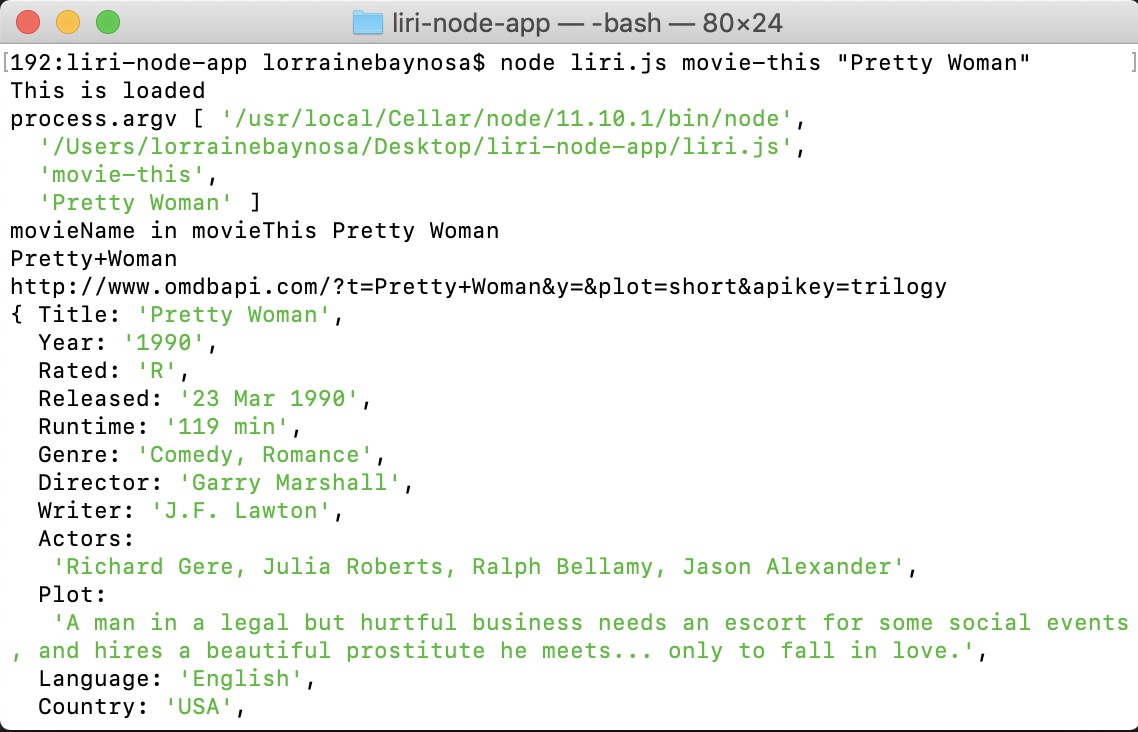 liri-node-app — -bash — 80×24
[192:liri-node-app lorrainebaynosa$ node liri.js movie-this "Pretty Woman" ]
This is loaded
process.argv [ '/usr/local/Cellar/node/11.10.1/bin/node',
  '/Users/lorrainebaynosa/Desktop/liri-node-app/liri.js',
  'movie-this',
  'Pretty Woman' ]
movieName in movieThis Pretty Woman
Pretty+Woman
http://www.omdbapi.com/?t=Pretty+Woman&y=&plot=short&apikey=trilogy
{ Title: 'Pretty Woman',
  Year: '1990',
  Rated: 'R',
  Released: '23 Mar 1990',
  Runtime: '119 min',
  Genre: 'Comedy, Romance',
  Director: 'Garry Marshall',
  Writer: 'J.F. Lawton',
  Actors:
   'Richard Gere, Julia Roberts, Ralph Bellamy, Jason Alexander',
  Plot:
   'A man in a legal but hurtful business needs an escort for some social events
, and hires a beautiful prostitute he meets... only to fall in love.',
  Language: 'English',
  Country: 'USA',